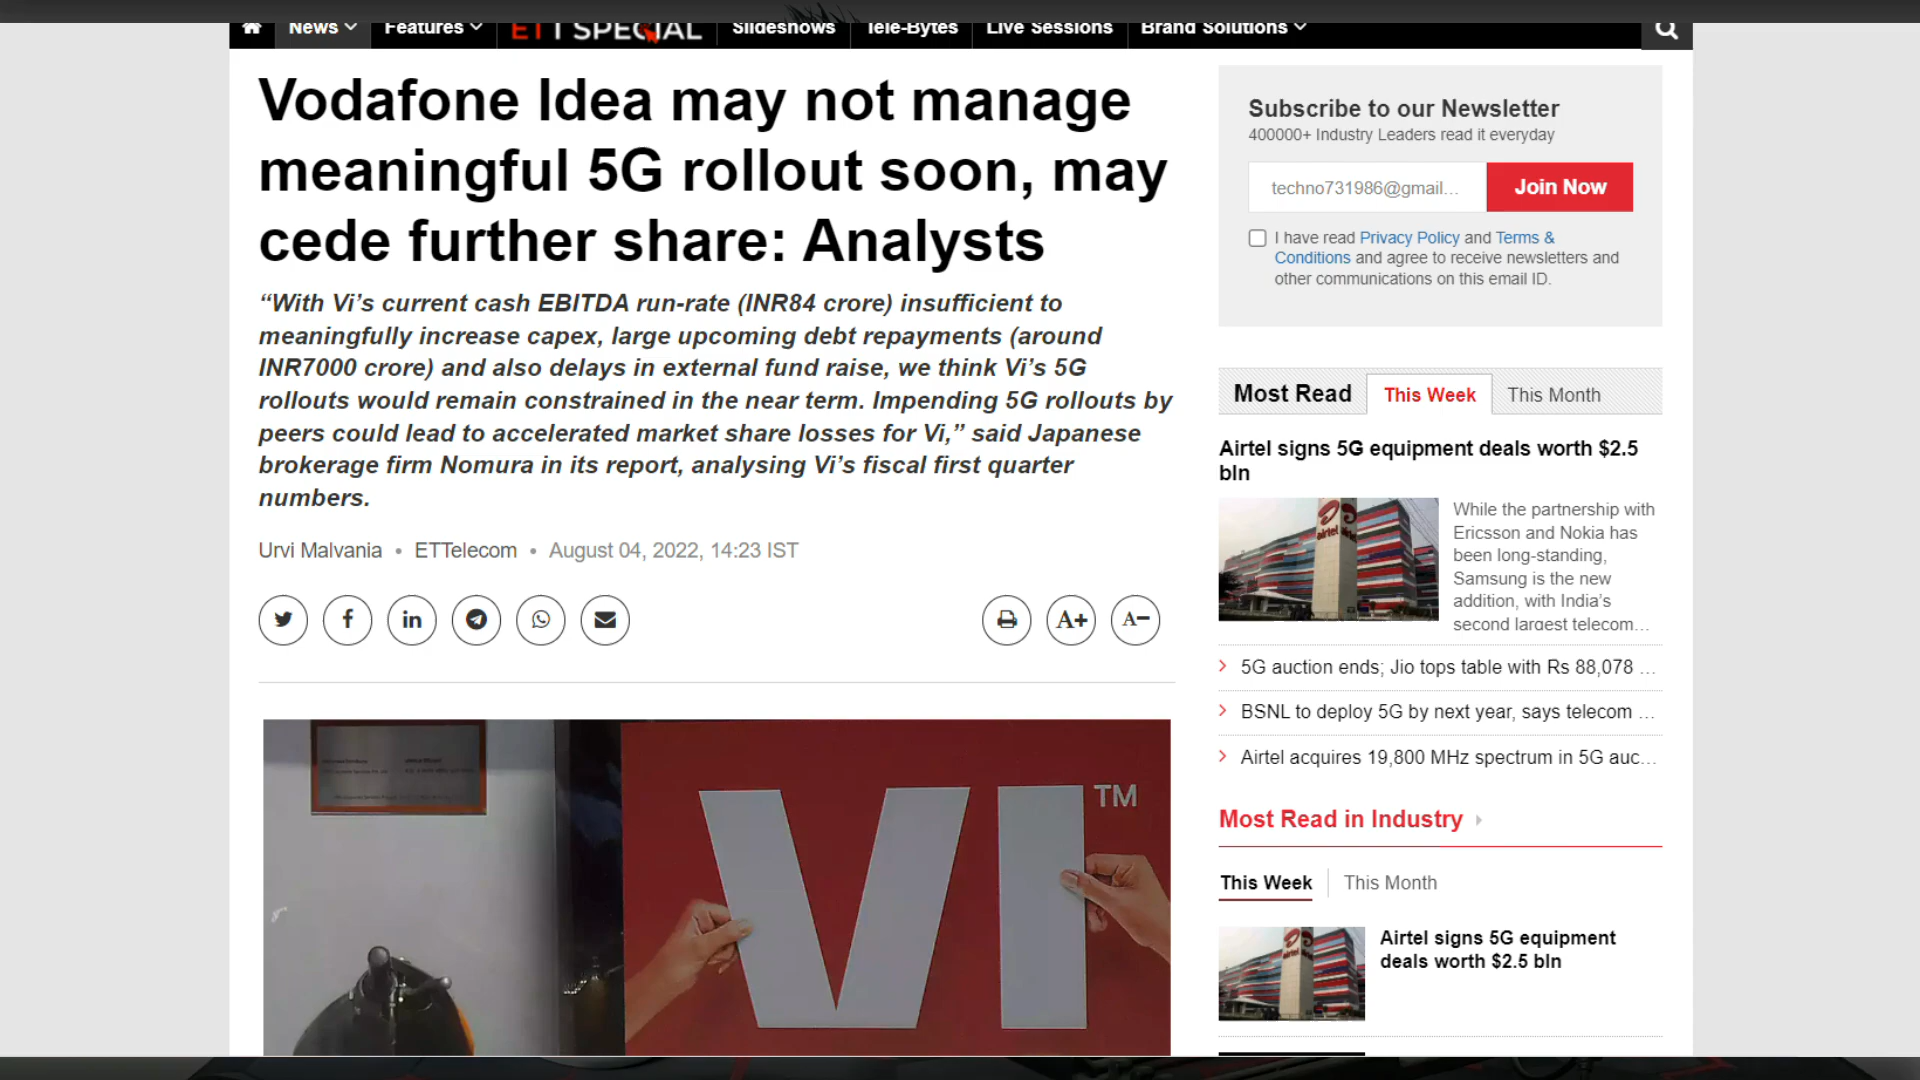 News
Features
ETT SPECIAL
Slideshows
Tele-Bytes
Live Sessions
Brand Solutions
Vodafone Idea may not manage
meaningful 5G rollout soon, may
cede further share: Analysts
“With Vi’s current cash EBITDA run-rate (INR84 crore) insufficient to
meaningfully increase capex, large upcoming debt repayments (around
INR7000 crore) and also delays in external fund raise, we think Vi’s 5G
rollouts would remain constrained in the near term. Impending 5G rollouts by
peers could lead to accelerated market share losses for Vi,” said Japanese
brokerage firm Nomura in its report, analysing Vi’s fiscal first quarter
numbers.
Urvi Malvania • ETTelecom • August 04, 2022, 14:23 IST
A+
A-
VI TM
Subscribe to our Newsletter
400000+ Industry Leaders read it everyday
techno731986@gmail...
Join Now
I have read Privacy Policy and Terms &
Conditions and agree to receive newsletters and
other communications on this email ID.
Most Read
This Week
This Month
Airtel signs 5G equipment deals worth $2.5
bln
airtel
While the partnership with
Ericsson and Nokia has
been long-standing,
Samsung is the new
addition, with India’s
second largest telecom...
5G auction ends; Jio tops table with Rs 88,078 ...
BSNL to deploy 5G by next year, says telecom ...
Airtel acquires 19,800 MHz spectrum in 5G auc...
Most Read in Industry
This Week
This Month
Airtel signs 5G equipment
deals worth $2.5 bln